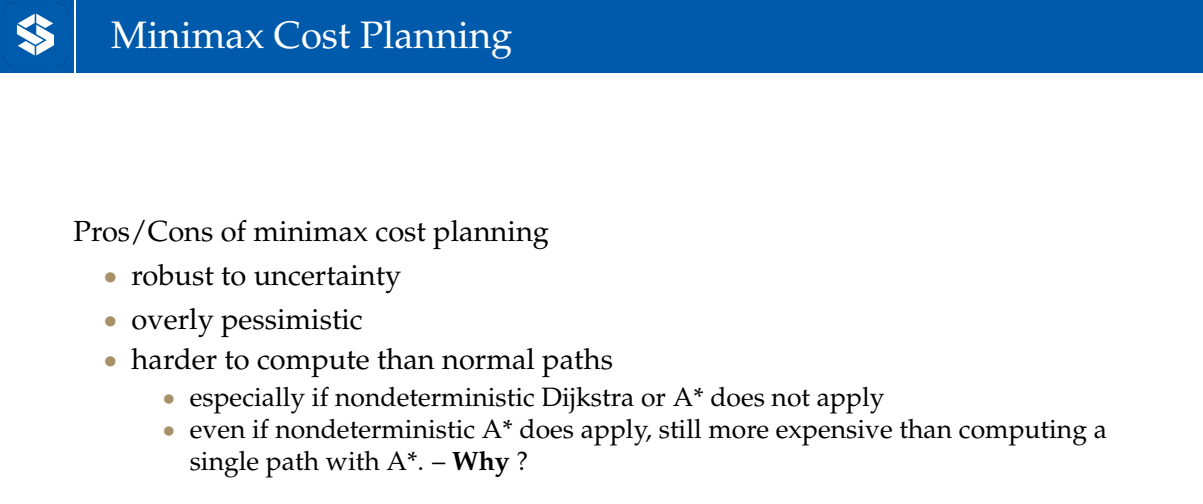 Minimax Cost Planning
Pros/Cons of minimax cost planning
• robust to uncertainty
• overly pessimistic
• harder to compute than normal paths
• especially if nondeterministic Dijkstra or A* does not apply
• even if nondeterministic A* does apply, still more expensive than computing a
single path with A*. – Why ?